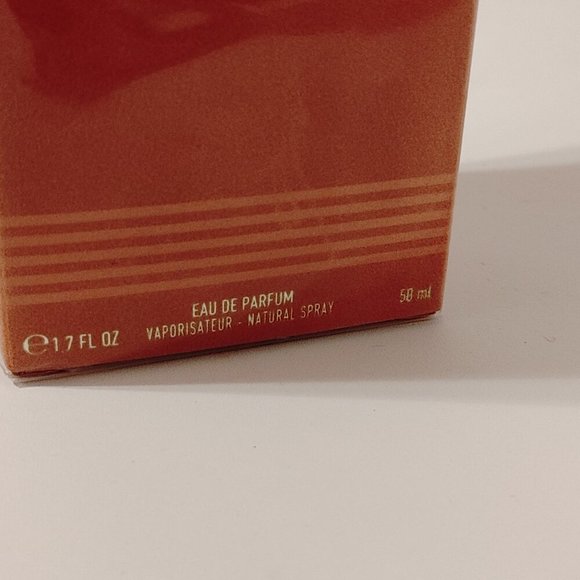 EAU DE PARFUM
℮1.7 FL OZ VAPORISATEUR - NATURAL SPRAY 50 ml